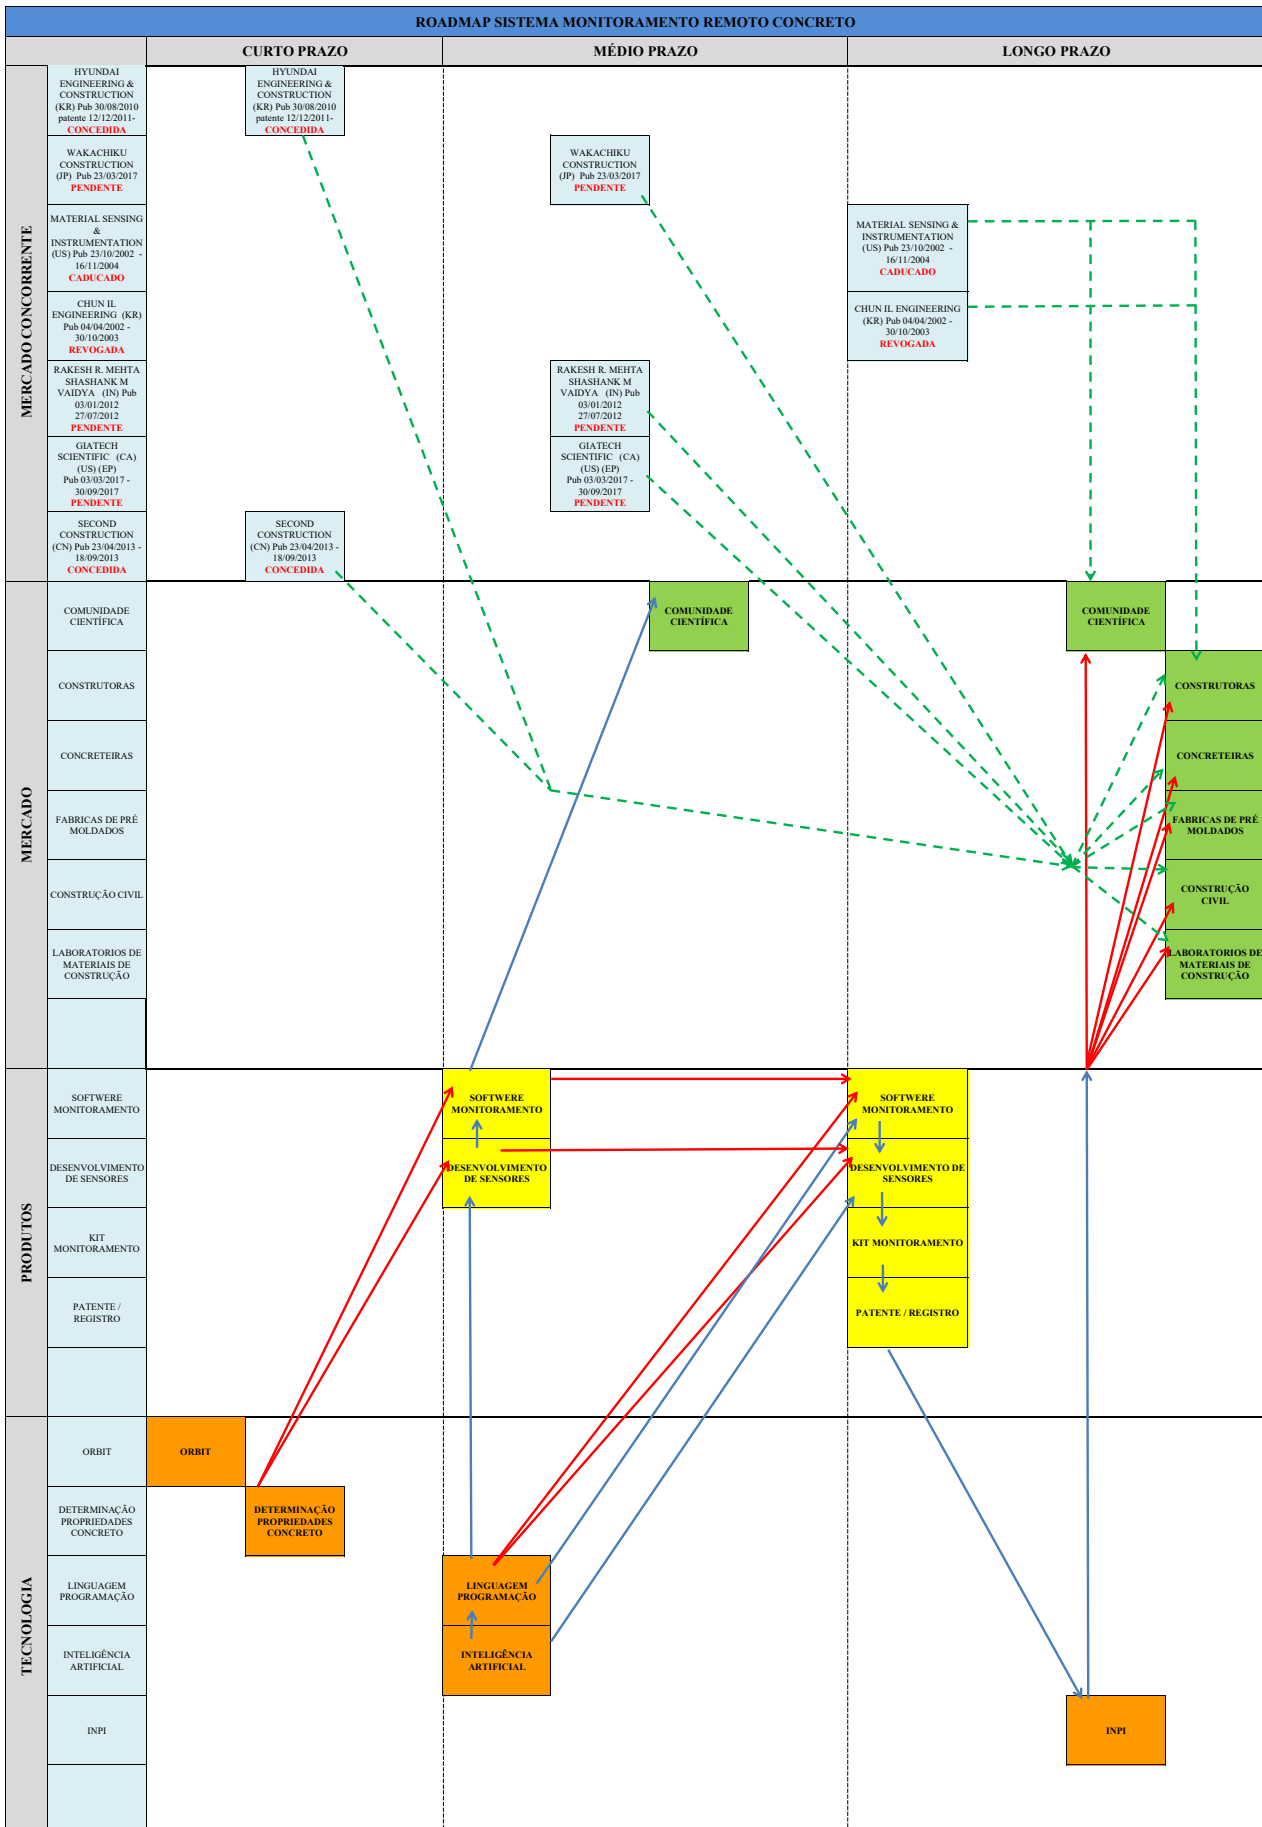 ROADMAP SISTEMA MONITORAMENTO REMOTO CONCRETO
CURTO PRAZO
MÉDIO PRAZO
LONGO PRAZO
MERCADO CONCORRENTE
HYUNDAI
ENGINEERING &
CONSTRUCTION
(KR) Pub 30/08/2010
patente 12/12/2011-
CONCEDIDA
HYUNDAI
ENGINEERING &
CONSTRUCTION
(KR) Pub 30/08/2010
patente 12/12/2011-
CONCEDIDA
WAKACHIKU
CONSTRUCTION
(JP) Pub 23/03/2017
PENDENTE
WAKACHIKU
CONSTRUCTION
(JP) Pub 23/03/2017
PENDENTE
MATERIAL SENSING
&
INSTRUMENTATION
(US) Pub 23/10/2002 -
16/11/2004
CADUCADO
MATERIAL SENSING &
INSTRUMENTATION
(US) Pub 23/10/2002 -
16/11/2004
CADUCADO
CHUN IL
ENGINEERING (KR)
Pub 04/04/2002 -
30/10/2003
REVOGADA
CHUN IL ENGINEERING
(KR) Pub 04/04/2002 -
30/10/2003
REVOGADA
RAKESH R. MEHTA
SHASHANK M
VAIDYA (IN) Pub
03/01/2012
27/07/2012
PENDENTE
RAKESH R. MEHTA
SHASHANK M
VAIDYA (IN) Pub
03/01/2012
27/07/2012
PENDENTE
GIATECH
SCIENTIFIC (CA)
(US) (EP)
Pub 03/03/2017 -
30/09/2017
PENDENTE
GIATECH
SCIENTIFIC (CA)
(US) (EP)
Pub 03/03/2017 -
30/09/2017
PENDENTE
SECOND
CONSTRUCTION
(CN) Pub 23/04/2013 -
18/09/2013
CONCEDIDA
SECOND
CONSTRUCTION
(CN) Pub 23/04/2013 -
18/09/2013
CONCEDIDA
MERCADO
COMUNIDADE
CIENTÍFICA
COMUNIDADE
CIENTÍFICA
COMUNIDADE
CIENTÍFICA
CONSTRUTORAS
CONSTRUTORAS
CONCRETEIRAS
CONCRETEIRAS
FABRICAS DE PRÉ
MOLDADOS
FABRICAS DE PRÉ
MOLDADOS
CONSTRUÇÃO CIVIL
CONSTRUÇÃO
CIVIL
LABORATORIOS DE
MATERIAIS DE
CONSTRUÇÃO
LABORATORIOS DE
MATERIAIS DE
CONSTRUÇÃO
PRODUTOS
SOFTWERE
MONITORAMENTO
SOFTWERE
MONITORAMENTO
SOFTWERE
MONITORAMENTO
DESENVOLVIMENTO
DE SENSORES
DESENVOLVIMENTO
DE SENSORES
DESENVOLVIMENTO DE
SENSORES
KIT
MONITORAMENTO
KIT MONITORAMENTO
PATENTE /
REGISTRO
PATENTE / REGISTRO
TECNOLOGIA
ORBIT
ORBIT
DETERMINAÇÃO
PROPRIEDADES
CONCRETO
DETERMINAÇÃO
PROPRIEDADES
CONCRETO
LINGUAGEM
PROGRAMAÇÃO
LINGUAGEM
PROGRAMAÇÃO
INTELIGÊNCIA
ARTIFICIAL
INTELIGÊNCIA
ARTIFICIAL
INPI
INPI